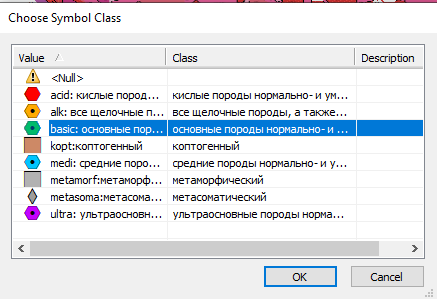 Choose Symbol Class
Value Class Description
<Null>
acid: кислые пород... кислые породы нормально- и ум...
alk: все щелочные п... все щелочные породы, а также...
basic: основные пор... основные породы нормально- и ...
kopt:коптогенный коптогенный
medi: средние пород... средние породы нормально- и у...
metamorf:метаморф... метаморфический
metasoma:метасома... метасоматический
ultra: ультраосновн... ультраосновные породы норма...
OK Cancel